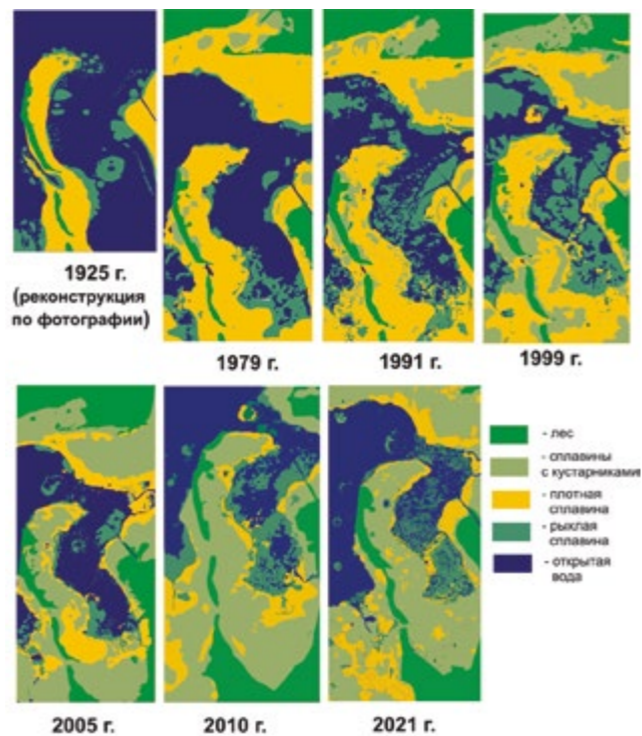 1925 г.
(реконструкция
по фотографии)
1979 г.
1991 г.
1999 г.
- лес
- сплавины
с кустарниками
- плотная
сплавина
- рыхлая
сплавина
- открытая
вода
2005 г.
2010 г.
2021 г.